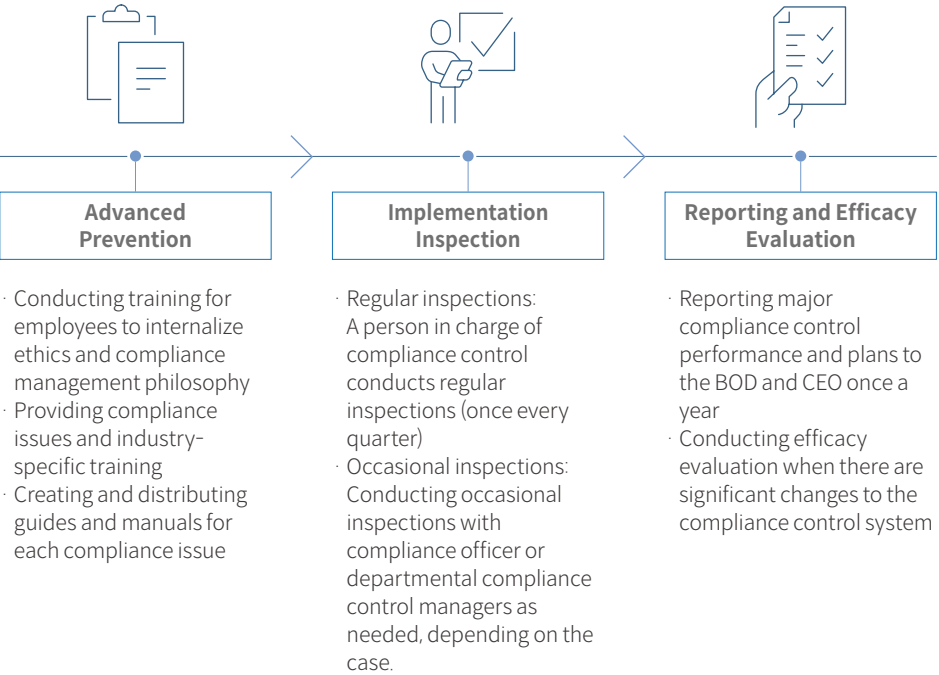 Advanced
Prevention
· Conducting training for
employees to internalize
ethics and compliance
management philosophy
· Providing compliance
issues and industry-
specific training
· Creating and distributing
guides and manuals for
each compliance issue
Implementation
Inspection
· Regular inspections:
A person in charge of
compliance control
conducts regular
inspections (once every
quarter)
· Occasional inspections:
Conducting occasional
inspections with
compliance officer or
departmental compliance
control managers as
needed, depending on the
case.
Reporting and Efficacy
Evaluation
· Reporting major
compliance control
performance and plans to
the BOD and CEO once a
year
· Conducting efficacy
evaluation when there are
significant changes to the
compliance control system